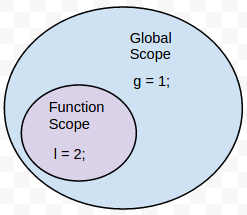 Global
Scope
g = 1;
Function
Scope
l = 2;